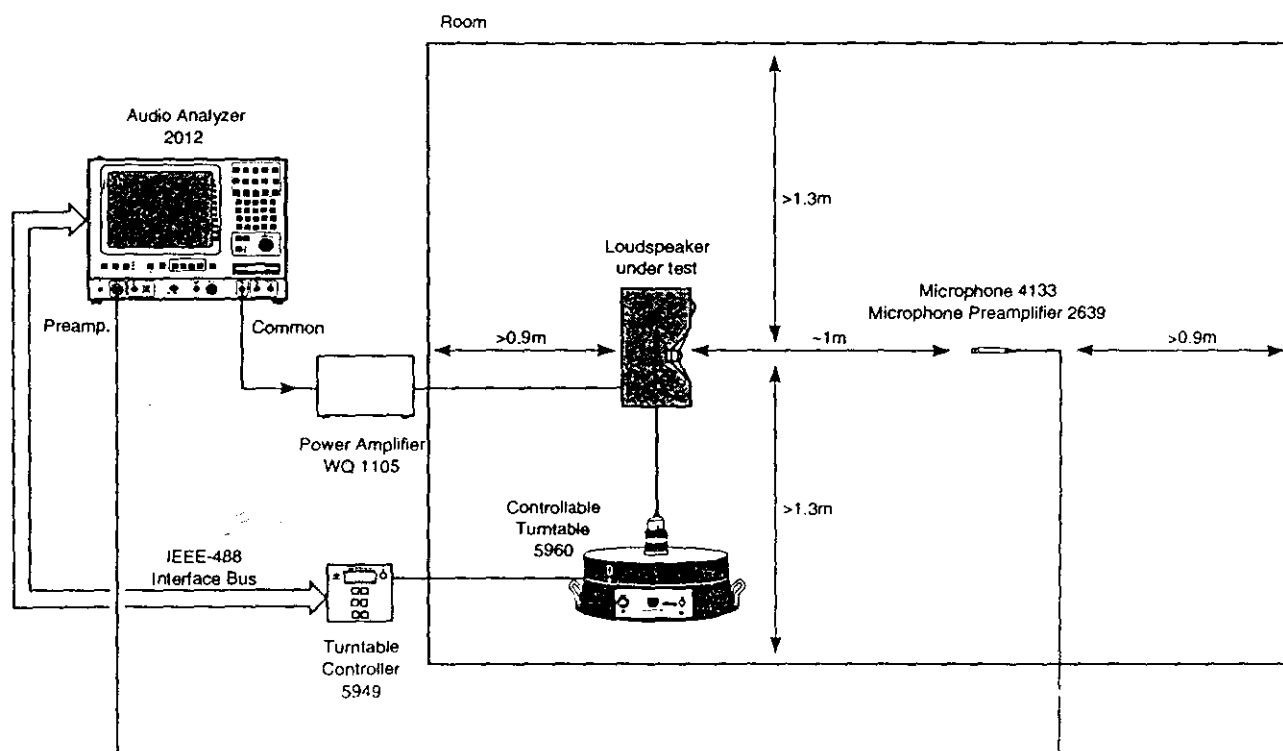 Room
Audio Analyzer
2012
>1.3m
Loudspeaker
under test
Microphone 4133
Microphone Preamplifier 2639
Preamp.
Common
>0.9m
~1m
>0.9m
Power Amplifier
WQ 1105
Controllable
Turntable
5960
>1.3m
IEEE-488
Interface Bus
Turntable
Controller
5949